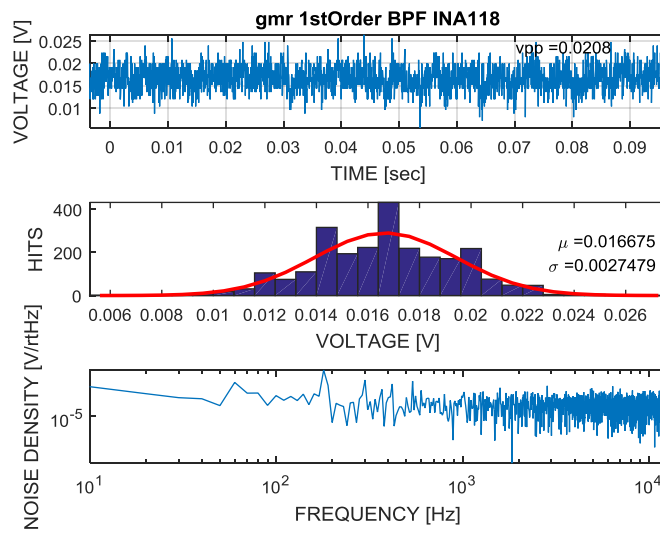 gmr 1stOrder BPF INA118
VOLTAGE [V]
0.025
0.02
0.015
0.01
vpp =0.0208
0 0.01 0.02 0.03 0.04 0.05 0.06 0.07 0.08 0.09
TIME [sec]
HITS
400
200
0
μ =0.016675
σ =0.0027479
0.006 0.008 0.01 0.012 0.014 0.016 0.018 0.02 0.022 0.024 0.026
VOLTAGE [V]
NOISE DENSITY [V/rtHz]
10-5
10¹ 10² 10³ 10⁴
FREQUENCY [Hz]